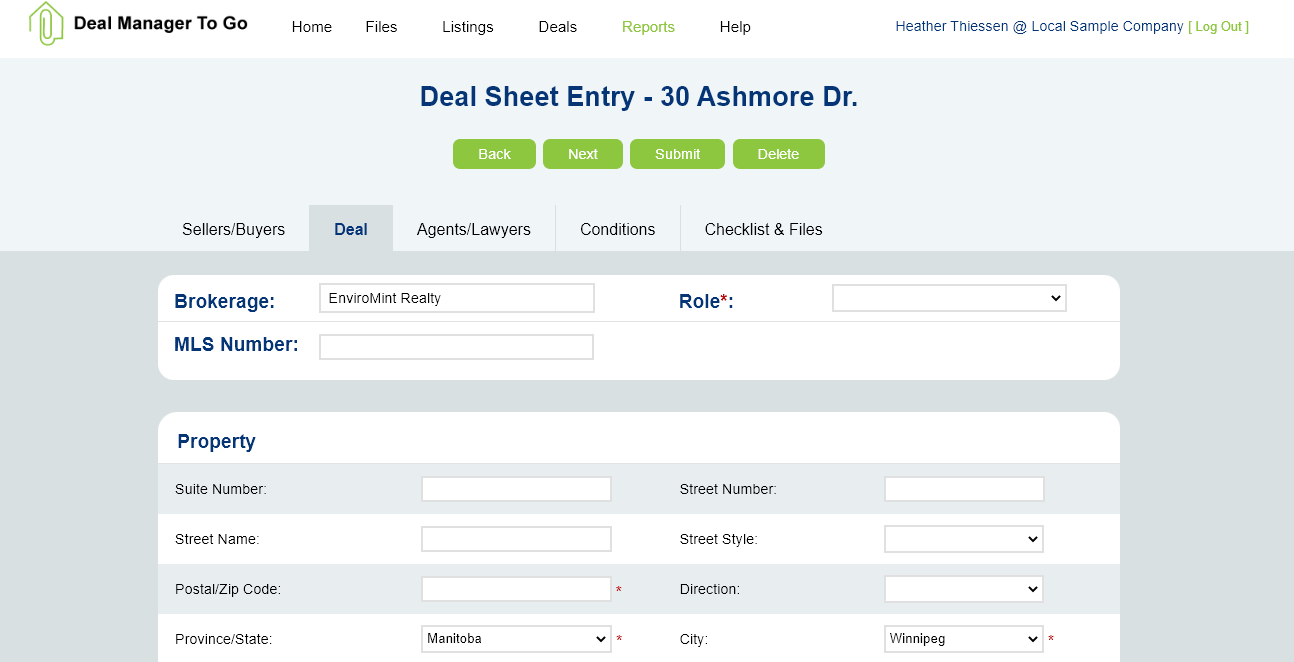 Deal Manager To Go
Home Files Listings Deals Reports Help
Heather Thiessen @ Local Sample Company [ Log Out ]
Deal Sheet Entry - 30 Ashmore Dr.
Back Next Submit Delete
Sellers/Buyers Deal Agents/Lawyers Conditions Checklist & Files
Brokerage: EnviroMint Realty Role*:
MLS Number:
Property
Suite Number: Street Number:
Street Name: Street Style:
Postal/Zip Code: * Direction:
Province/State: Manitoba * City: Winnipeg *